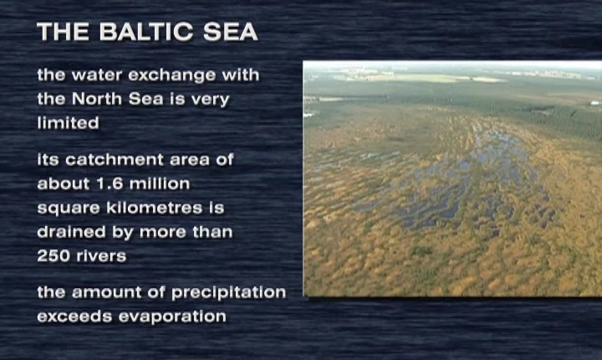 THE BALTIC SEA
the water exchange with
the North Sea is very
limited
its catchment area of
about 1.6 million
square kilometres is
drained by more than
250 rivers
the amount of precipitation
exceeds evaporation